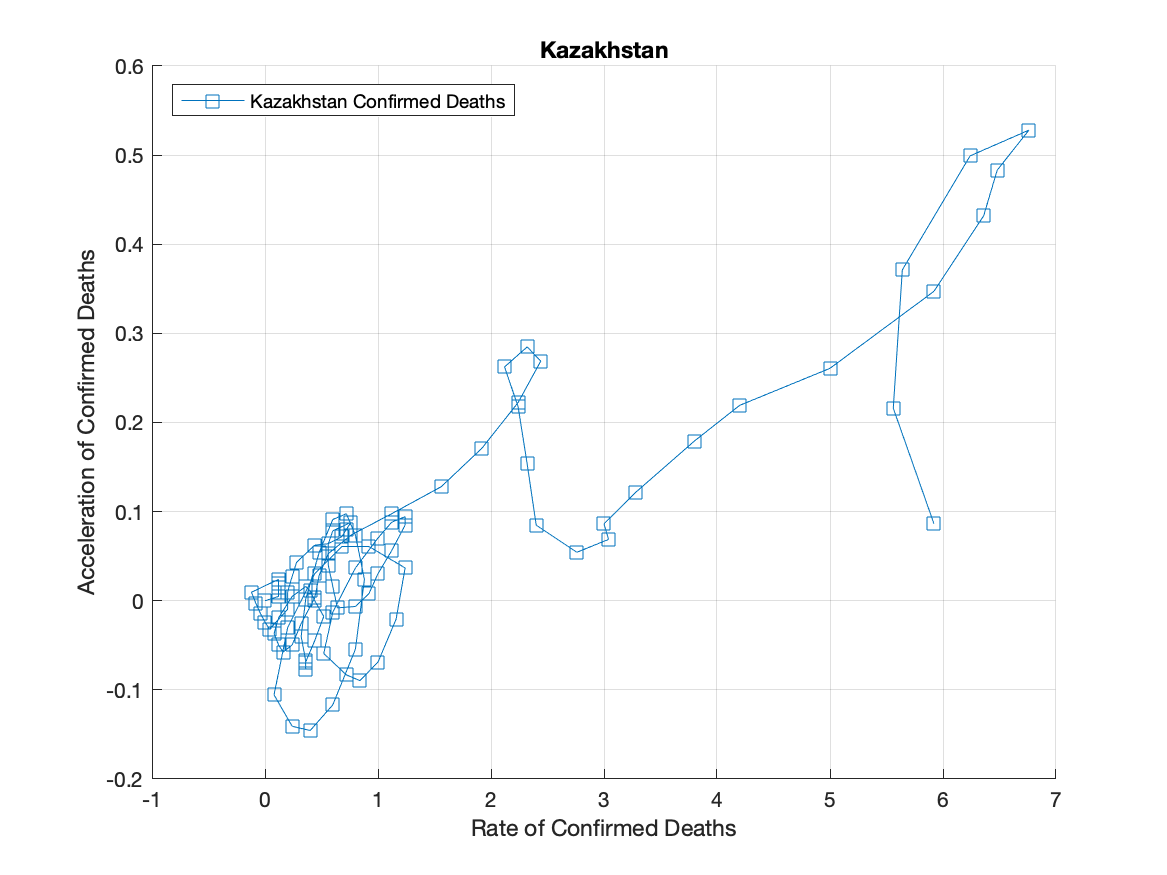 Kazakhstan
Kazakhstan Confirmed Deaths
0.6
0.5
0.4
0.3
0.2
0.1
0
-0.1
-0.2
Acceleration of Confirmed Deaths
-1 0 1 2 3 4 5 6 7
Rate of Confirmed Deaths